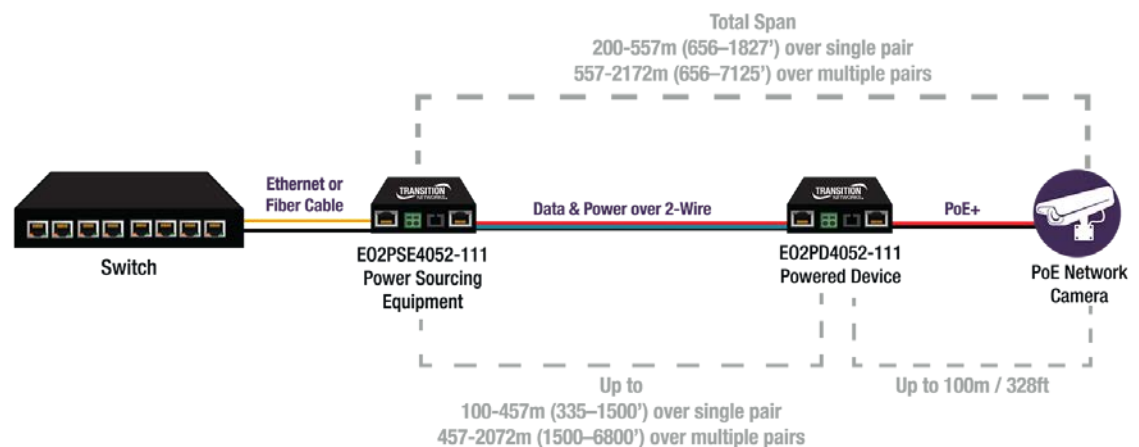 Total Span
200-557m (656–1827’) over single pair
557-2172m (656–7125’) over multiple pairs
Ethernet or
Fiber Cable
TRANSITION
NETWORKS
Data & Power over 2-Wire
TRANSITION
NETWORKS
PoE+
Switch
EO2PSE4052-111
Power Sourcing
Equipment
EO2PD4052-111
Powered Device
PoE Network
Camera
Up to
100-457m (335–1500’) over single pair
457-2072m (1500–6800’) over multiple pairs
Up to 100m / 328ft